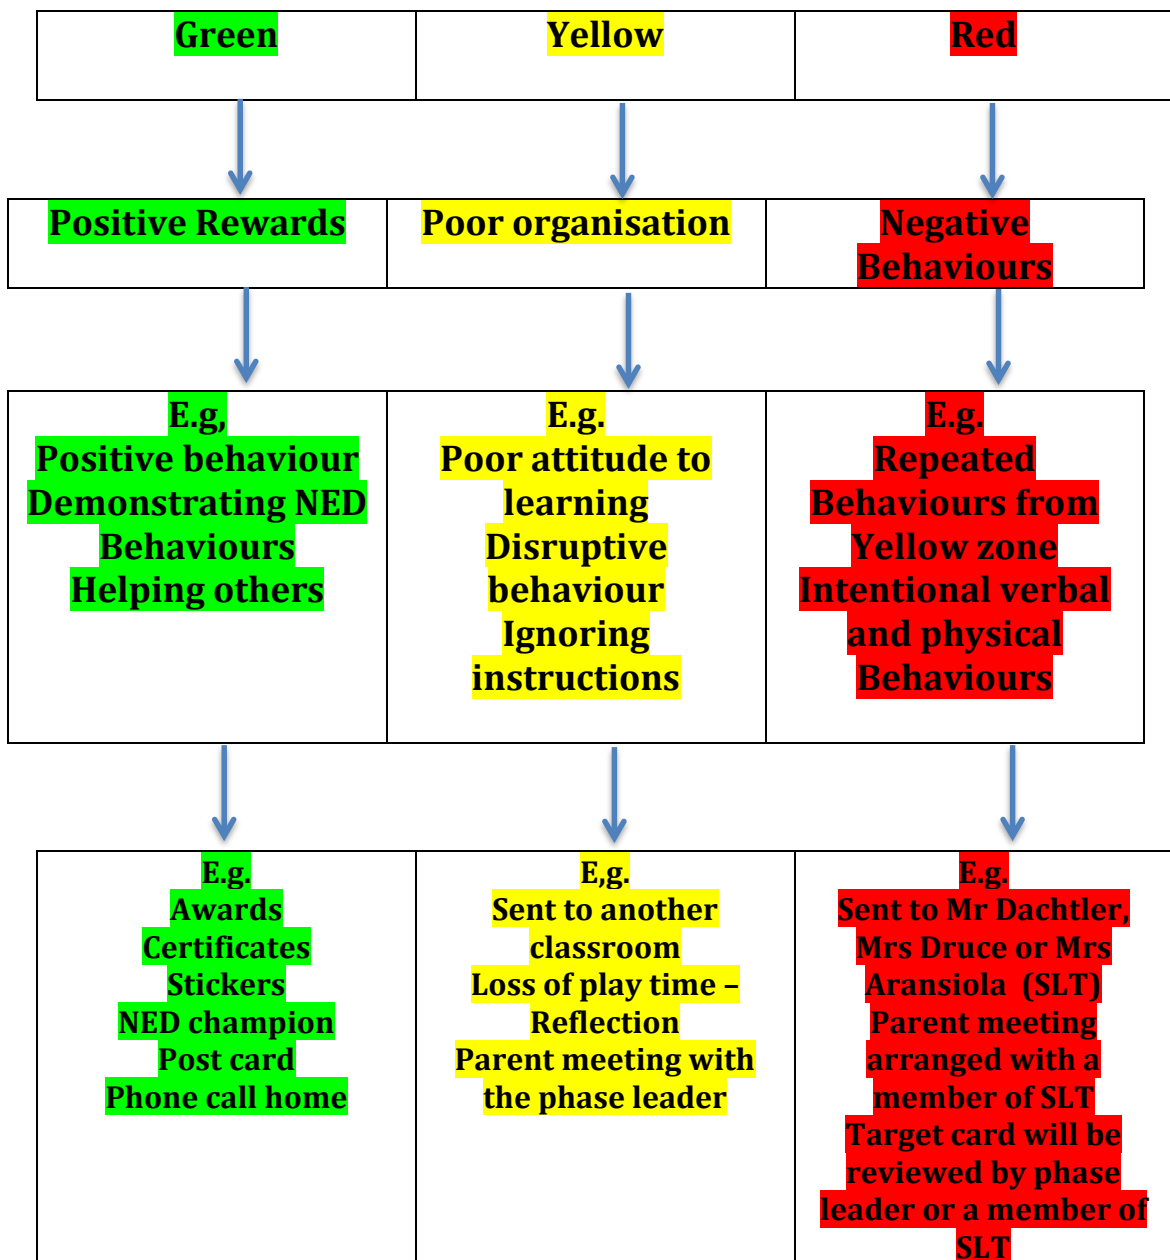 Green
Yellow
Red
Positive Rewards
Poor organisation
Negative
Behaviours
E.g,
Positive behaviour
Demonstrating NED
Behaviours
Helping others
E.g.
Poor attitude to
learning
Disruptive
behaviour
Ignoring
instructions
E.g.
Repeated
Behaviours from
Yellow zone
Intentional verbal
and physical
Behaviours
E.g.
Awards
Certificates
Stickers
NED champion
Post card
Phone call home
E,g.
Sent to another
classroom
Loss of play time –
Reflection
Parent meeting with
the phase leader
E.g.
Sent to Mr Dachtler,
Mrs Druce or Mrs
Aransiola (SLT)
Parent meeting
arranged with a
member of SLT
Target card will be
reviewed by phase
leader or a member of
SLT